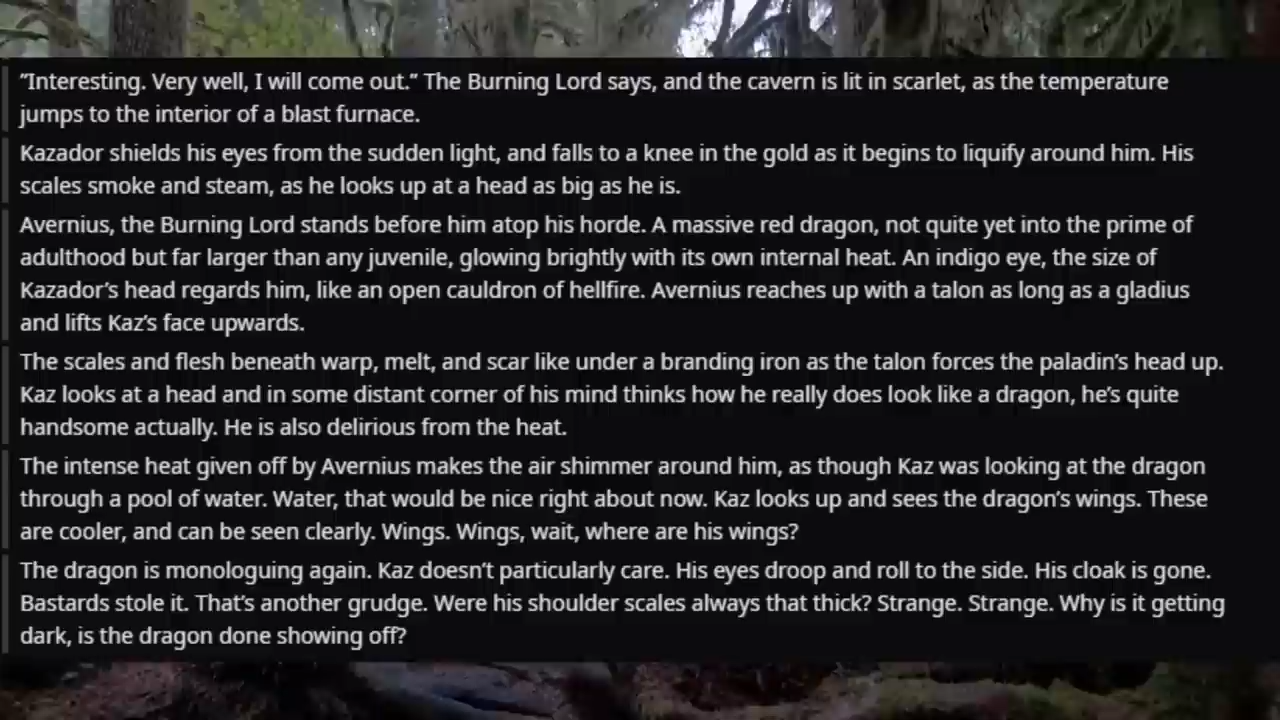 ”Interesting. Very well, I will come out.” The Burning Lord says, and the cavern is lit in scarlet, as the temperature
jumps to the interior of a blast furnace.
Kazador shields his eyes from the sudden light, and falls to a knee in the gold as it begins to liquify around him. His
scales smoke and steam, as he looks up at a head as big as he is.
Avernius, the Burning Lord stands before him atop his horde. A massive red dragon, not quite yet into the prime of
adulthood but far larger than any juvenile, glowing brightly with its own internal heat. An indigo eye, the size of
Kazador’s head regards him, like an open cauldron of hellfire. Avernius reaches up with a talon as long as a gladius
and lifts Kaz’s face upwards.
The scales and flesh beneath warp, melt, and scar like under a branding iron as the talon forces the paladin’s head up.
Kaz looks at a head and in some distant corner of his mind thinks how he really does look like a dragon, he’s quite
handsome actually. He is also delirious from the heat.
The intense heat given off by Avernius makes the air shimmer around him, as though Kaz was looking at the dragon
through a pool of water. Water, that would be nice right about now. Kaz looks up and sees the dragon’s wings. These
are cooler, and can be seen clearly. Wings. Wings, wait, where are his wings?
The dragon is monologuing again. Kaz doesn’t particularly care. His eyes droop and roll to the side. His cloak is gone.
Bastards stole it. That’s another grudge. Were his shoulder scales always that thick? Strange. Strange. Why is it getting
dark, is the dragon done showing off?